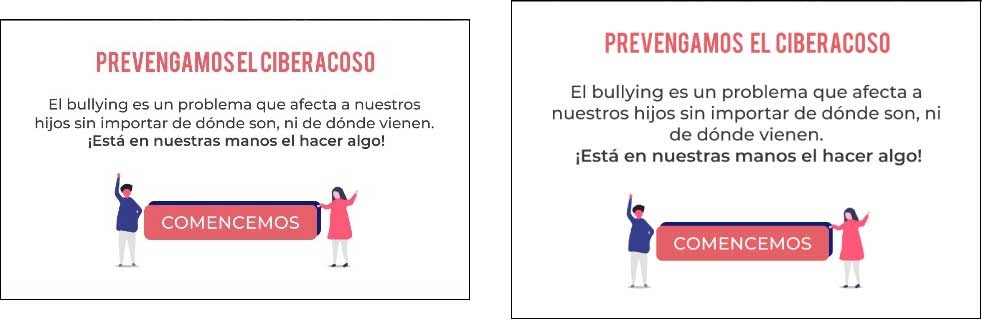 PREVENGAMOS EL CIBERACOSO
El bullying es un problema que afecta a nuestros
hijos sin importar de dónde son, ni de dónde vienen.
¡Está en nuestras manos el hacer algo!
COMENCEMOS
PREVENGAMOS EL CIBERACOSO
El bullying es un problema que afecta a
nuestros hijos sin importar de dónde son, ni
de dónde vienen.
¡Está en nuestras manos el hacer algo!
COMENCEMOS